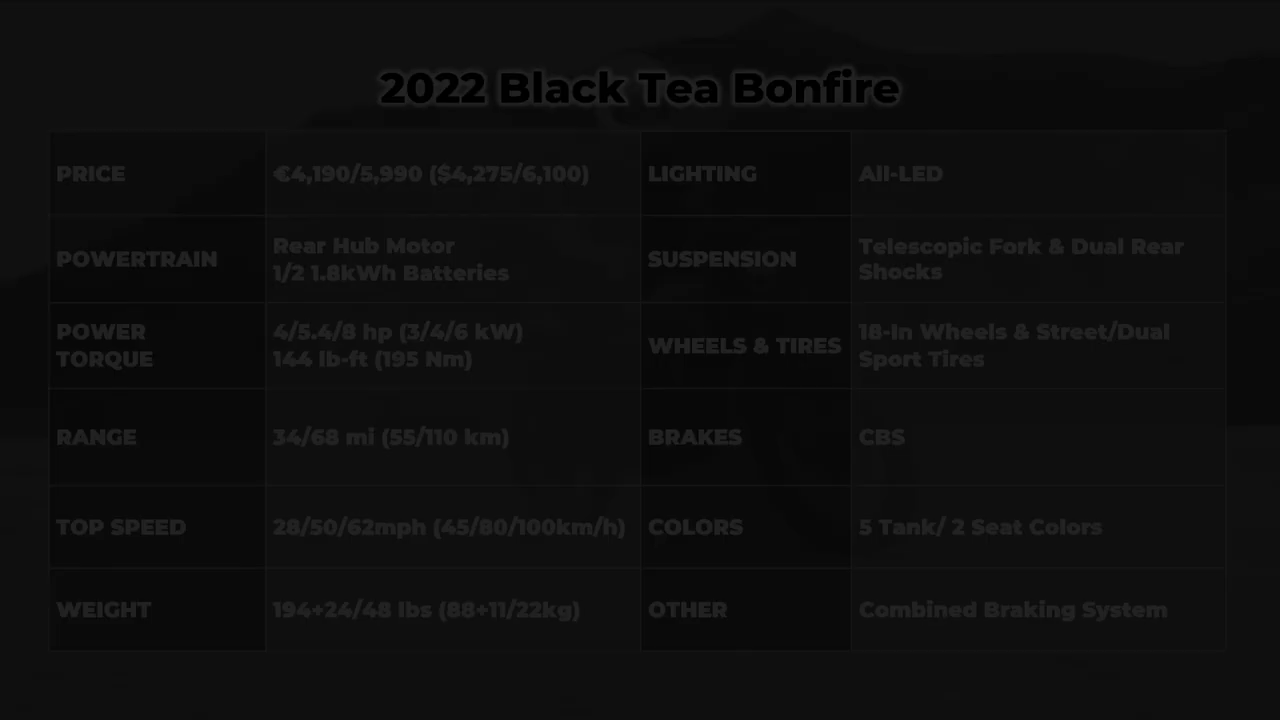 2022 Black Tea Bonfire
PRICE
€4,190/5,990 ($4,275/6,100)
LIGHTING
All-LED
POWERTRAIN
Rear Hub Motor
1/2 1.8kWh Batteries
SUSPENSION
Telescopic Fork & Dual Rear
Shocks
POWER
TORQUE
4/5.4/8 hp (3/4/6 kW)
144 lb-ft (195 Nm)
WHEELS & TIRES
18-In Wheels & Street/Dual
Sport Tires
RANGE
34/68 mi (55/110 km)
BRAKES
CBS
TOP SPEED
28/50/62mph (45/80/100km/h)
COLORS
5 Tank/ 2 Seat Colors
WEIGHT
194+24/48 lbs (88+11/22kg)
OTHER
Combined Braking System